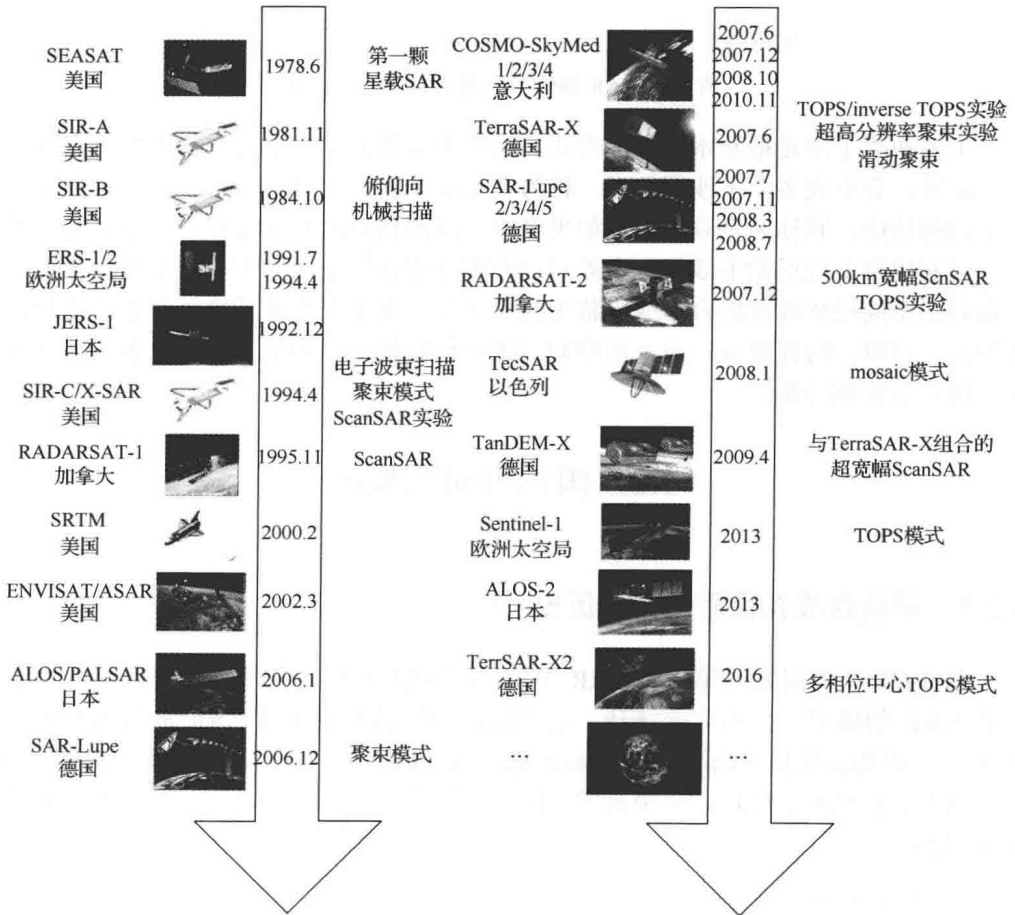 SEASAT
美国
1978.6
第一颗
星载SAR
SIR-A
美国
1981.11
SIR-B
美国
1984.10
俯仰向
机械扫描
ERS-1/2
欧洲太空局
1991.7
1994.4
JERS-1
日本
1992.12
SIR-C/X-SAR
美国
1994.4
电子波束扫描
聚束模式
ScanSAR实验
RADARSAT-1
加拿大
1995.11
ScanSAR
SRTM
美国
2000.2
ENVISAT/ASAR
美国
2002.3
ALOS/PALSAR
日本
2006.1
SAR-Lupe
德国
2006.12
聚束模式
COSMO-SkyMed
1/2/3/4
意大利
2007.6
2007.12
2008.10
2010.11
TerraSAR-X
德国
2007.6
TOPS/inverse TOPS实验
超高分辨率聚束实验
滑动聚束
SAR-Lupe
2/3/4/5
德国
2007.7
2007.11
2008.3
2008.7
RADARSAT-2
加拿大
2007.12
500km宽幅ScnSAR
TOPS实验
TecSAR
以色列
2008.1
mosaic模式
TanDEM-X
德国
2009.4
与TerraSAR-X组合的
超宽幅ScanSAR
Sentinel-1
欧洲太空局
2013
TOPS模式
ALOS-2
日本
2013
TerrSAR-X2
德国
2016
多相位中心TOPS模式
…
…